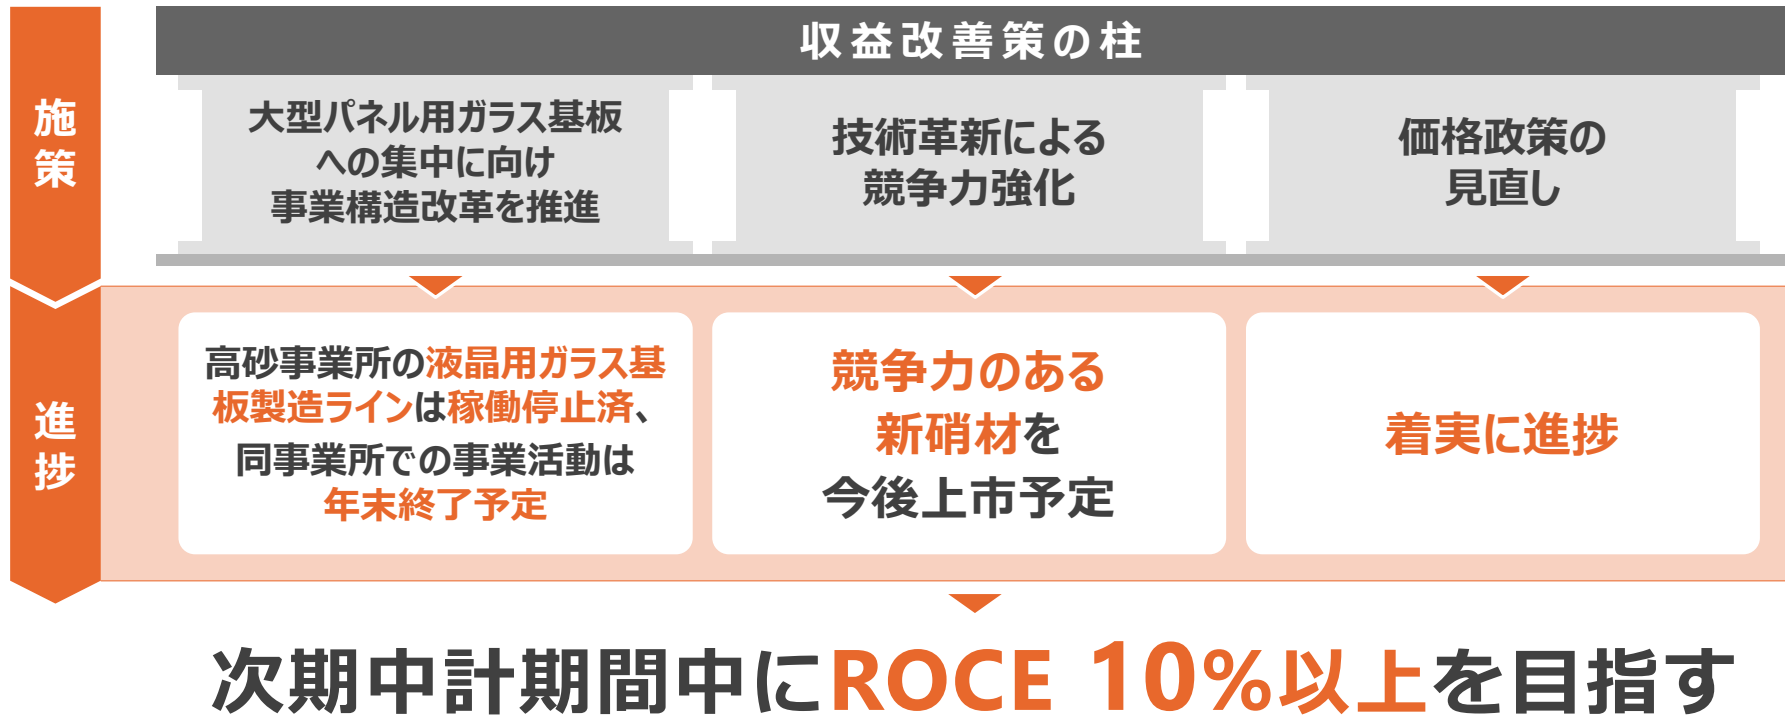 収益改善策の柱
施策
大型パネル用ガラス基板
への集中に向け
事業構造改革を推進
技術革新による
競争力強化
価格政策の
見直し
進捗
高砂事業所の液晶用ガラス基
板製造ラインは稼働停止済、
同事業所での事業活動は
年末終了予定
競争力のある
新硝材を
今後上市予定
着実に進捗
次期中計期間中にROCE 10%以上を目指す